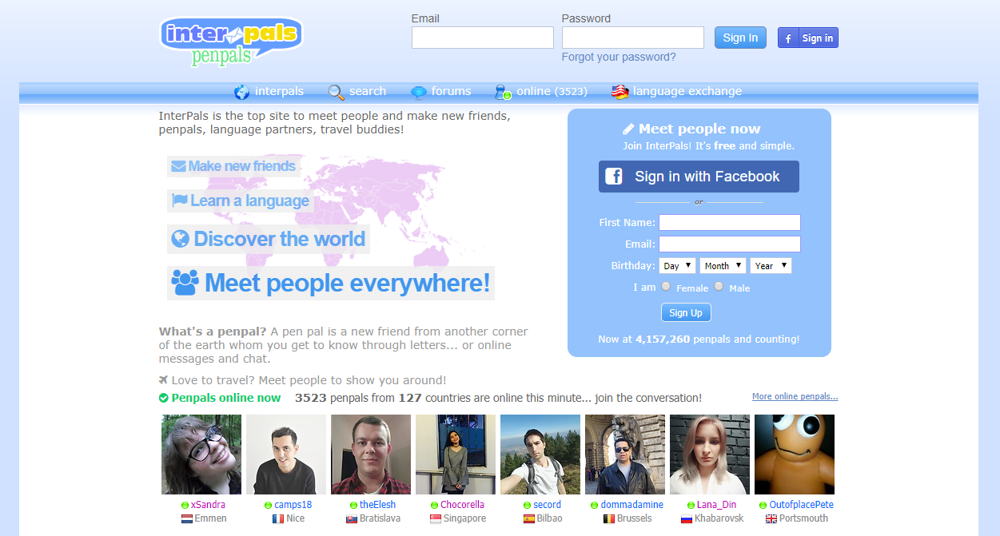 inter pals
penpals
Email
Password
Sign In
f Sign in
Forgot your password?
interpals
search
forums
online (3523)
language exchange
InterPals is the top site to meet people and make new friends,
penpals, language partners, travel buddies!
Make new friends
Learn a language
Discover the world
Meet people everywhere!
What's a penpal? A pen pal is a new friend from another corner
of the earth whom you get to know through letters... or online
messages and chat.
Love to travel? Meet people to show you around!
Meet people now
Join InterPals! It's free and simple.
f Sign in with Facebook
or
First Name:
Email:
Birthday: Day Month Year
I am Female Male
Sign Up
Now at 4,157,260 penpals and counting!
Penpals online now 3523 penpals from 127 countries are online this minute... join the conversation! More online penpals...
xSandra camps18 theElesh Chocorella secord dommadamine Lana_Din OutofplacePete
Emmen Nice Bratislava Singapore Bilbao Brussels Khabarovsk Portsmouth